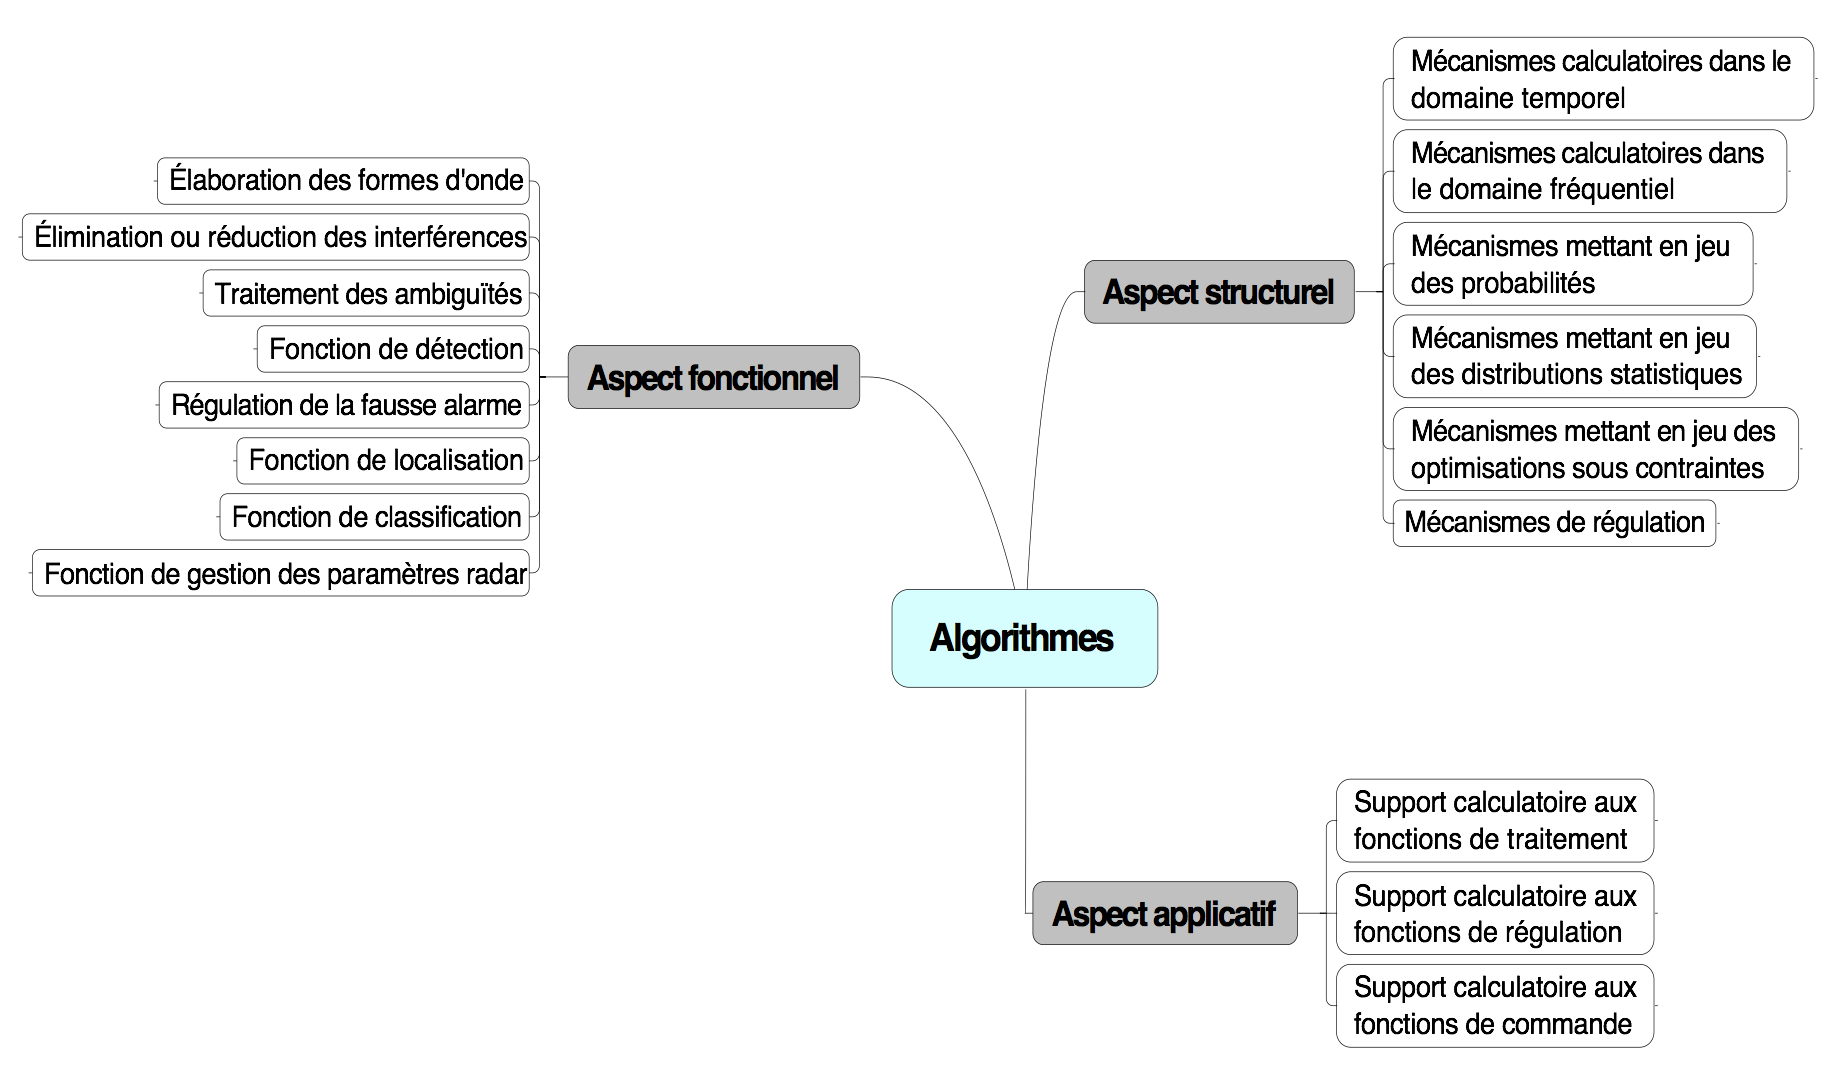 Élaboration des formes d'onde
Élimination ou réduction des interférences
Traitement des ambiguïtés
Fonction de détection
Régulation de la fausse alarme
Fonction de localisation
Fonction de classification
Fonction de gestion des paramètres radar
Aspect fonctionnel
Algorithmes
Aspect structurel
Mécanismes calculatoires dans le
domaine temporel
Mécanismes calculatoires dans
le domaine fréquentiel
Mécanismes mettant en jeu
des probabilités
Mécanismes mettant en jeu
des distributions statistiques
Mécanismes mettant en jeu des
optimisations sous contraintes
Mécanismes de régulation
Aspect applicatif
Support calculatoire aux
fonctions de traitement
Support calculatoire aux
fonctions de régulation
Support calculatoire aux
fonctions de commande